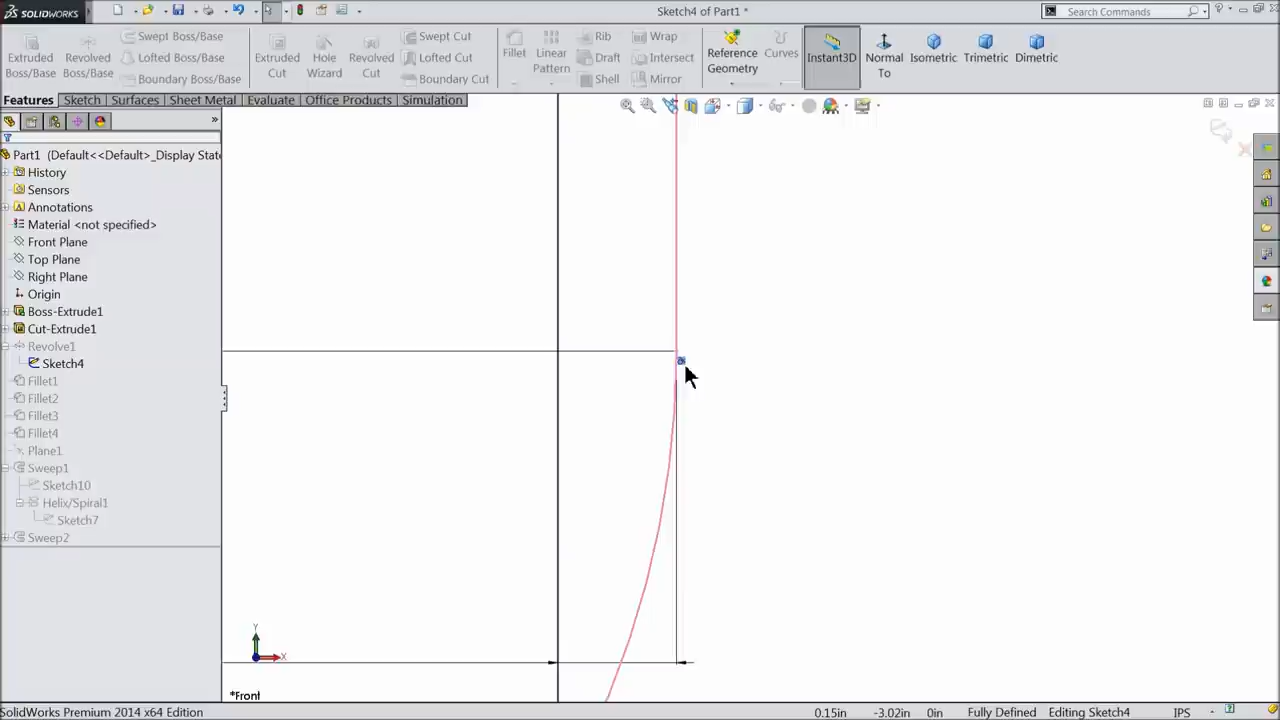 SOLIDWORKS
Sketch4 of Part1 *
Search Commands
Extruded Boss/Base
Revolved Boss/Base
Swept Boss/Base
Lofted Boss/Base
Boundary Boss/Base
Extruded Cut
Hole Wizard
Revolved Cut
Swept Cut
Lofted Cut
Boundary Cut
Fillet
Linear Pattern
Rib
Draft
Shell
Wrap
Intersect
Mirror
Reference Geometry
Curves
Instant3D
Normal To
Isometric
Trimetric
Dimetric
Features
Sketch
Surfaces
Sheet Metal
Evaluate
Office Products
Simulation
»
Part1 (Default<<Default>_Display State
History
Sensors
Annotations
Material <not specified>
Front Plane
Top Plane
Right Plane
Origin
Boss-Extrude1
Cut-Extrude1
Revolve1
Sketch4
Fillet1
Fillet2
Fillet3
Fillet4
Plane1
Sweep1
Sketch10
Helix/Spiral1
Sketch7
Sweep2
Y
X
*Front
SolidWorks Premium 2014 x64 Edition
0.15in
-3.02in
0in
Fully Defined
Editing Sketch4
IPS